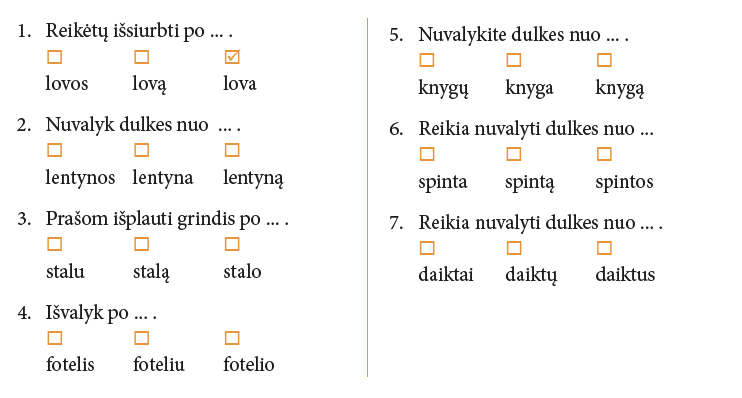 1. Reikėtų išsiurbti po ... .
☐ ☐ ☑
lovos lovą lova
2. Nuvalyk dulkes nuo ... .
☐ ☐ ☐
lentynos lentyna lentyną
3. Prašom išplauti grindis po ... .
☐ ☐ ☐
stalu stalą stalo
4. Išvalyk po ... .
☐ ☐ ☐
fotelis foteliu fotelio
5. Nuvalykite dulkes nuo ... .
☐ ☐ ☐
knygų knyga knygą
6. Reikia nuvalyti dulkes nuo ...
☐ ☐ ☐
spinta spintą spintos
7. Reikia nuvalyti dulkes nuo ... .
☐ ☐ ☐
daiktai daiktų daiktus